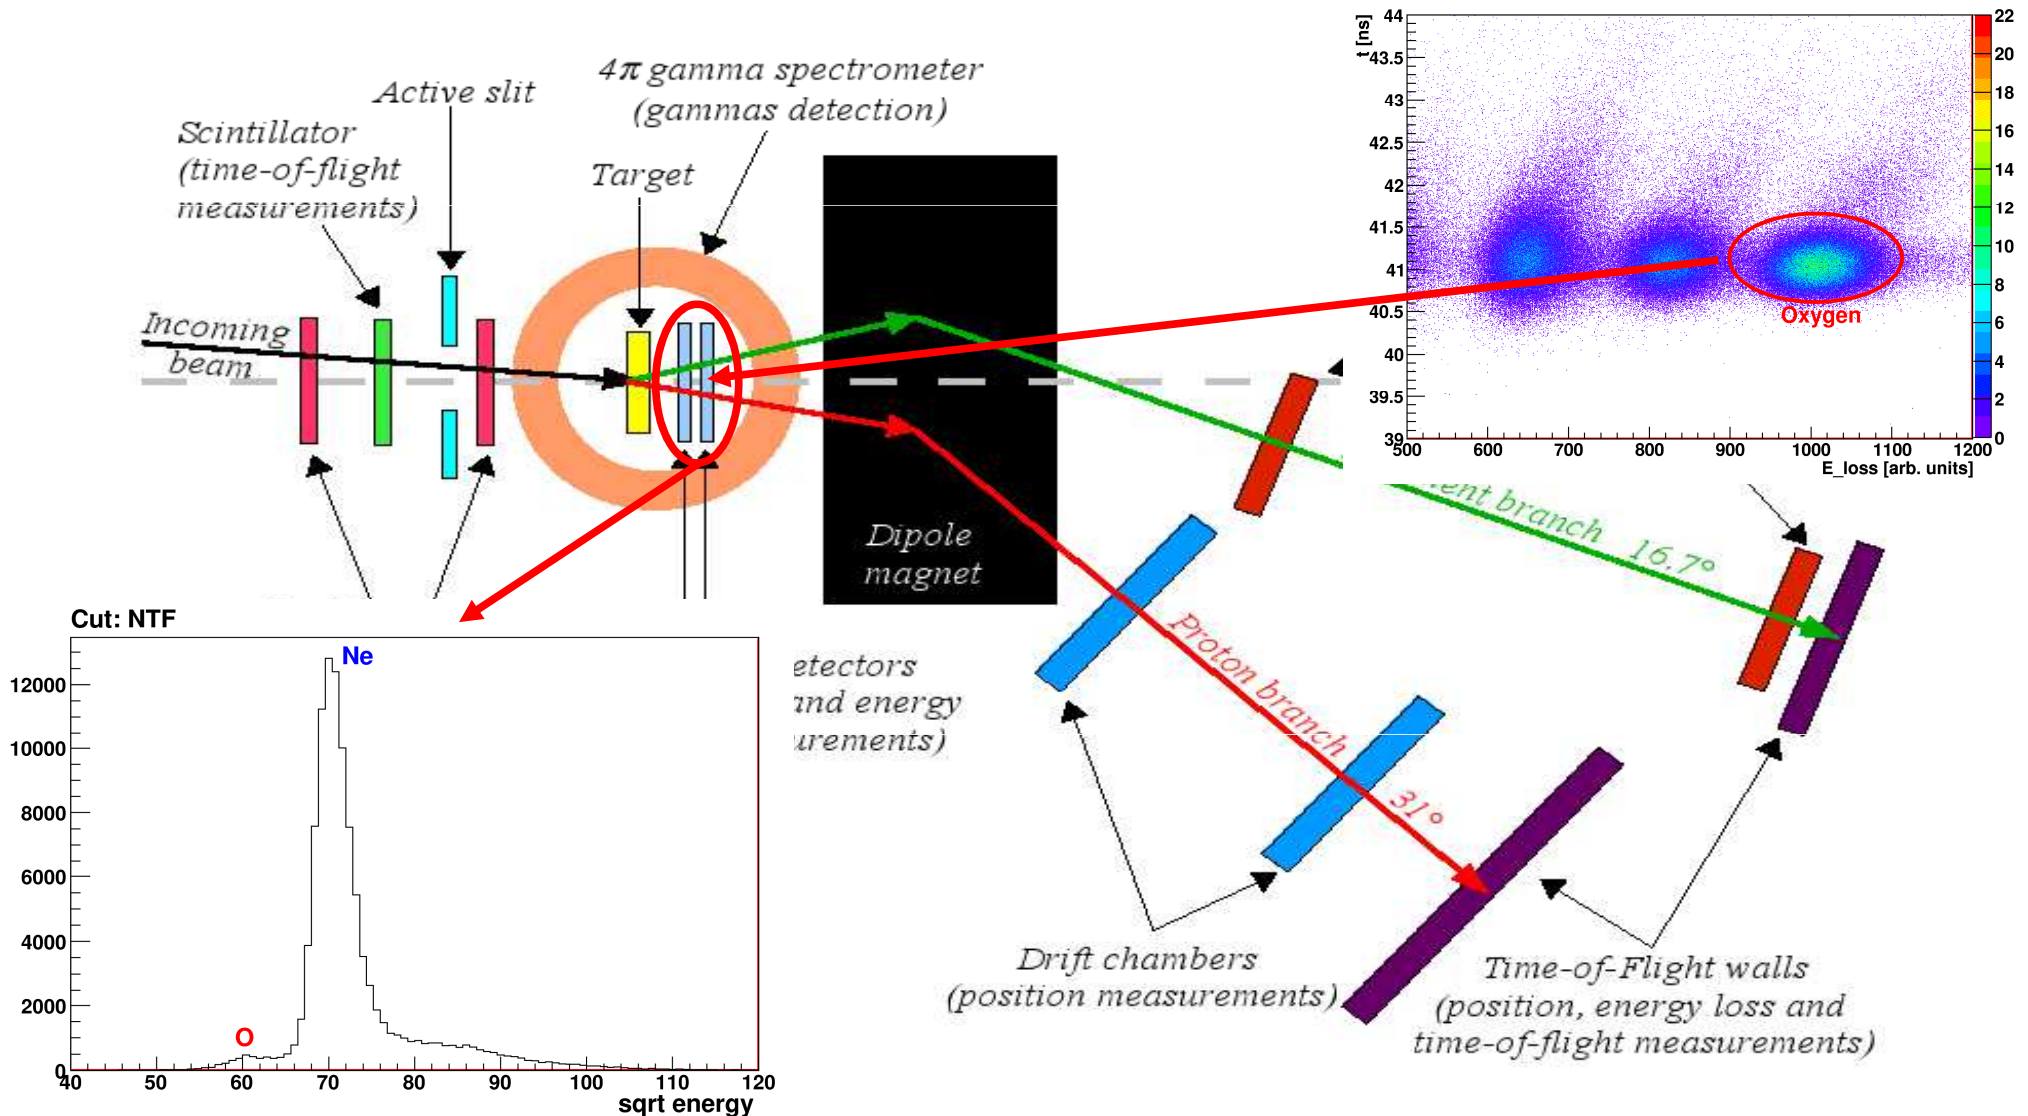 4π gamma spectrometer
(gammas detection)
Active slit
Scintillator
(time-of-flight
measurements)
Target
Incoming
beam
Dipole
magnet
t [ns]
44
43.5
43
42.5
42
41.5
41
40.5
40
39.5
39
500 600 700 800 900 1000 1100 1200
E_loss [arb. units]
22
20
18
16
14
12
10
8
6
4
2
0
Oxygen
branch 16.7°
Proton branch
31°
Cut: NTF
Ne
O
12000
10000
8000
6000
4000
2000
0
40 50 60 70 80 90 100 110 120
sqrt energy
etectors
and energy
urements)
Drift chambers
(position measurements)
Time-of-Flight walls
(position, energy loss and
time-of-flight measurements)